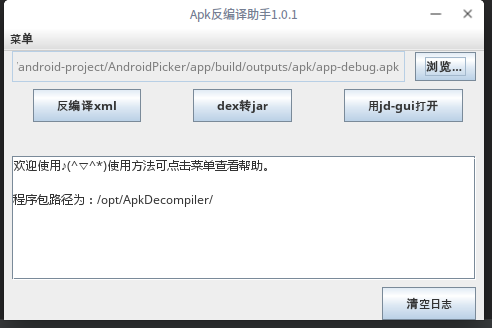 Apk反编译助手1.0.1
菜单
/android-project/AndroidPicker/app/build/outputs/apk/app-debug.apk
浏览...
反编译xml
dex转jar
用jd-gui打开
欢迎使用♪(^▽^*)使用方法可点击菜单查看帮助。
程序包路径为：/opt/ApkDecompiler/
清空日志